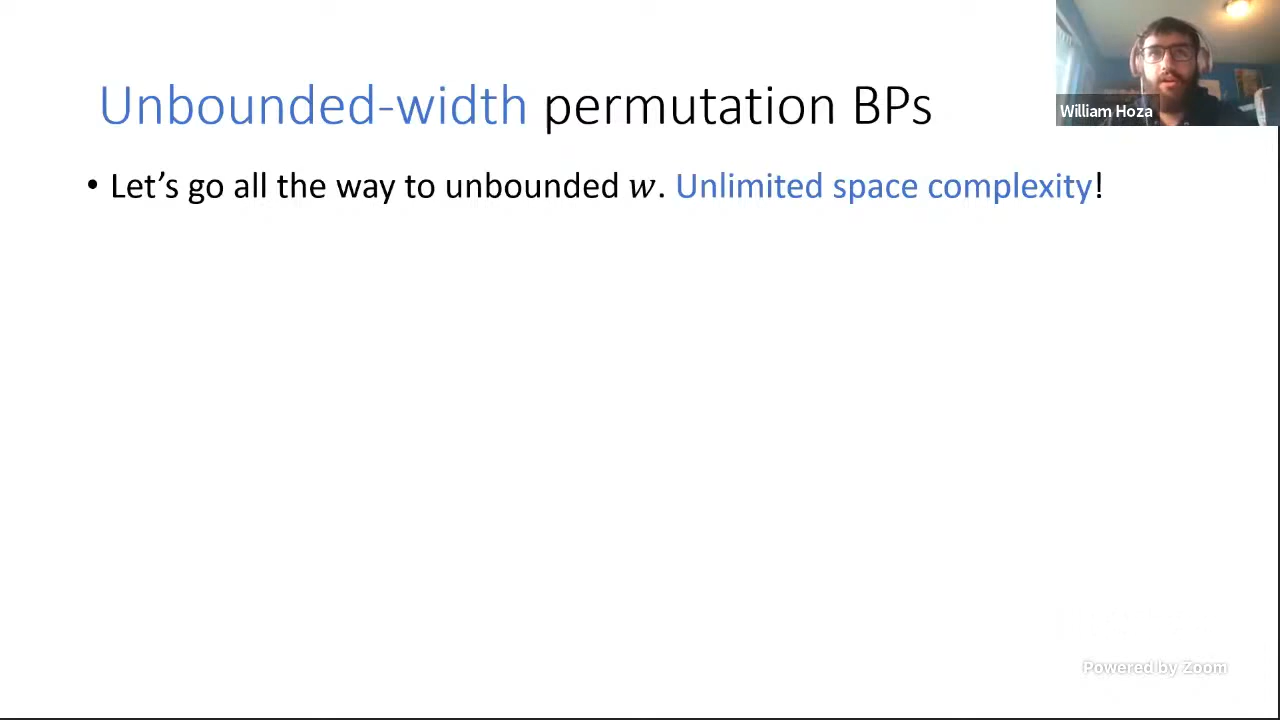 Unbounded-width permutation BPs
William Hoza
• Let's go all the way to unbounded w. Unlimited space complexity!
Powered by Zoom